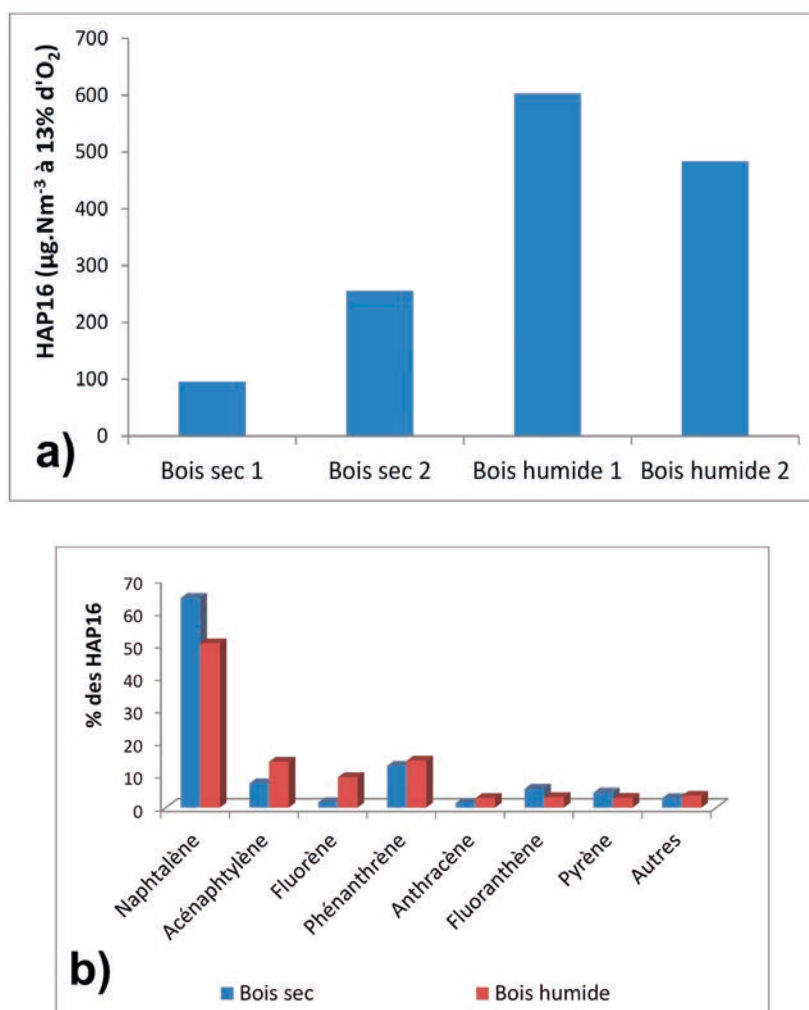 HAP16 (µg.Nm⁻³ à 13% d'O₂)
700
600
500
400
300
200
100
0
Bois sec 1 Bois sec 2 Bois humide 1 Bois humide 2
a)
% des HAP16
70
60
50
40
30
20
10
0
Naphtalène
Acénaphtylène
Fluorène
Phénanthrène
Anthracène
Fluoranthène
Pyrène
Autres
b)
Bois sec Bois humide